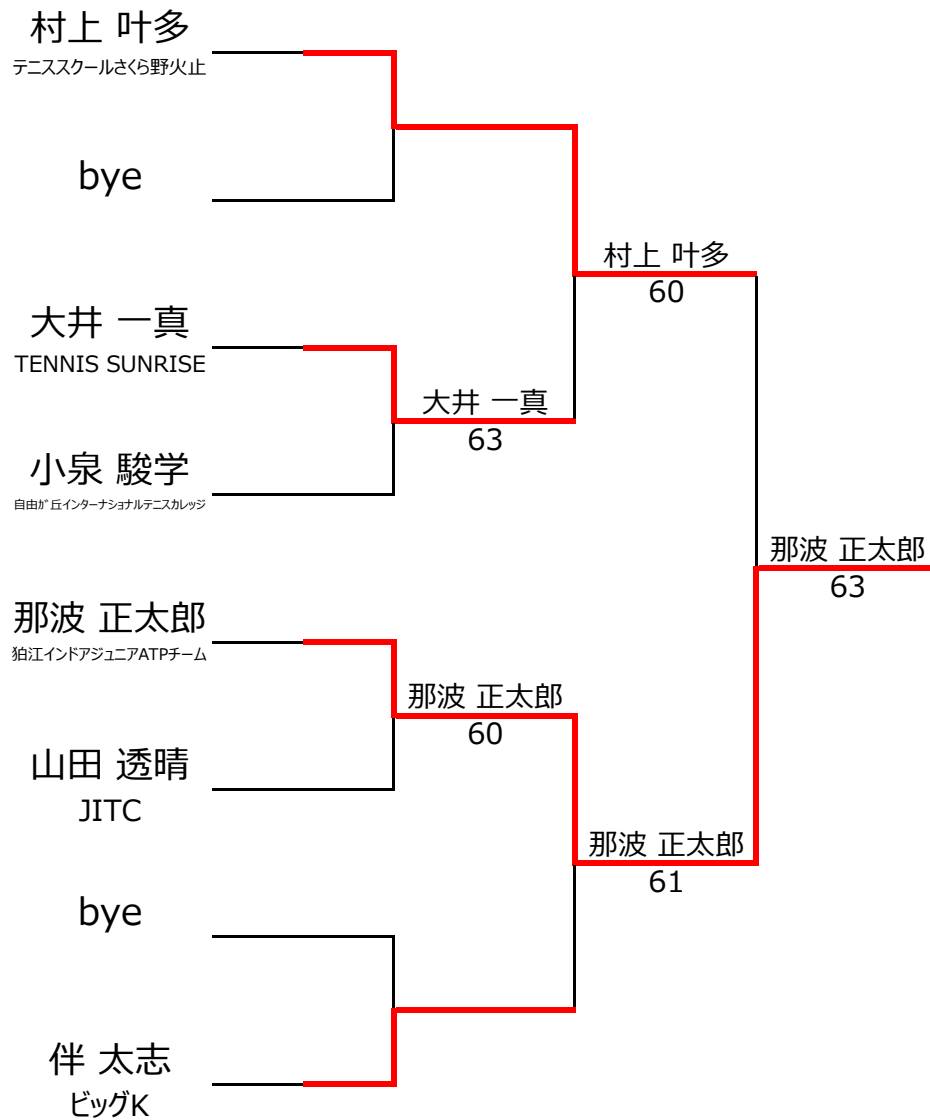 村上 叶多
テニススクールさくら野火止
bye
村上 叶多
60
大井 一真
TENNIS SUNRISE
大井 一真
63
小泉 駿学
自由が丘インターナショナルテニスカレッジ
那波 正太郎
63
那波 正太郎
狛江インドアジュニアATPチーム
那波 正太郎
60
山田 透晴
JITC
那波 正太郎
61
bye
伴 太志
ビッグK